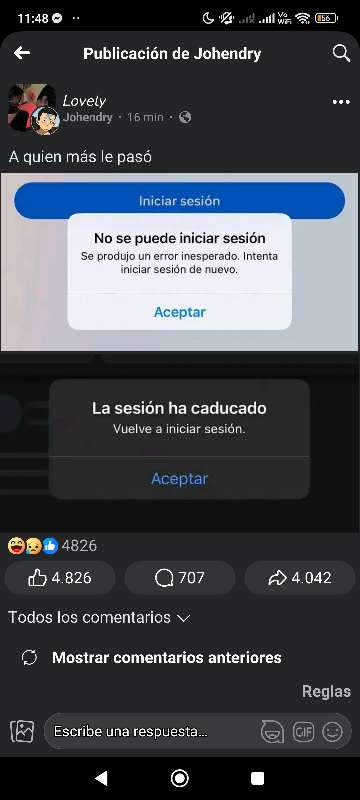 11:48
Vo
WiFi
56
Publicación de Johendry
Lovely
Johendry · 16 min ·
A quien más le pasó
Iniciar sesión
No se puede iniciar sesión
Se produjo un error inesperado. Intenta
iniciar sesión de nuevo.
Aceptar
La sesión ha caducado
Vuelve a iniciar sesión.
Aceptar
4826
4.826
707
4.042
Todos los comentarios
Mostrar comentarios anteriores
Reglas
Escribe una respuesta...
GIF